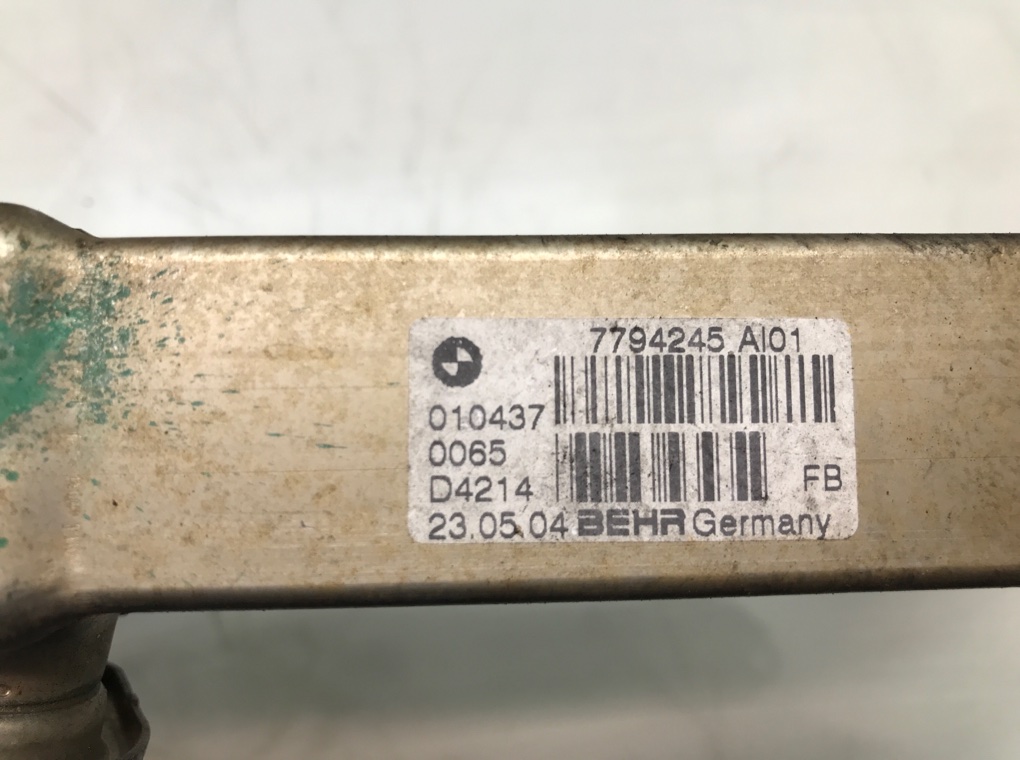 7794245 AI01
010437
0065
D4214
FB
23.05.04 BEHR Germany